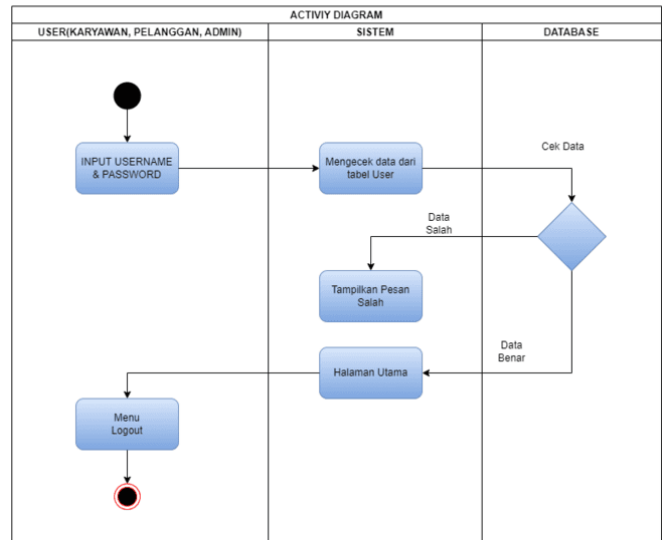 ACTIVIY DIAGRAM
USER(KARYAWAN, PELANGGAN, ADMIN)
SISTEM
DATABASE
INPUT USERNAME
& PASSWORD
Mengecek data dari
tabel User
Cek Data
Data
Salah
Tampilkan Pesan
Salah
Data
Benar
Halaman Utama
Menu
Logout